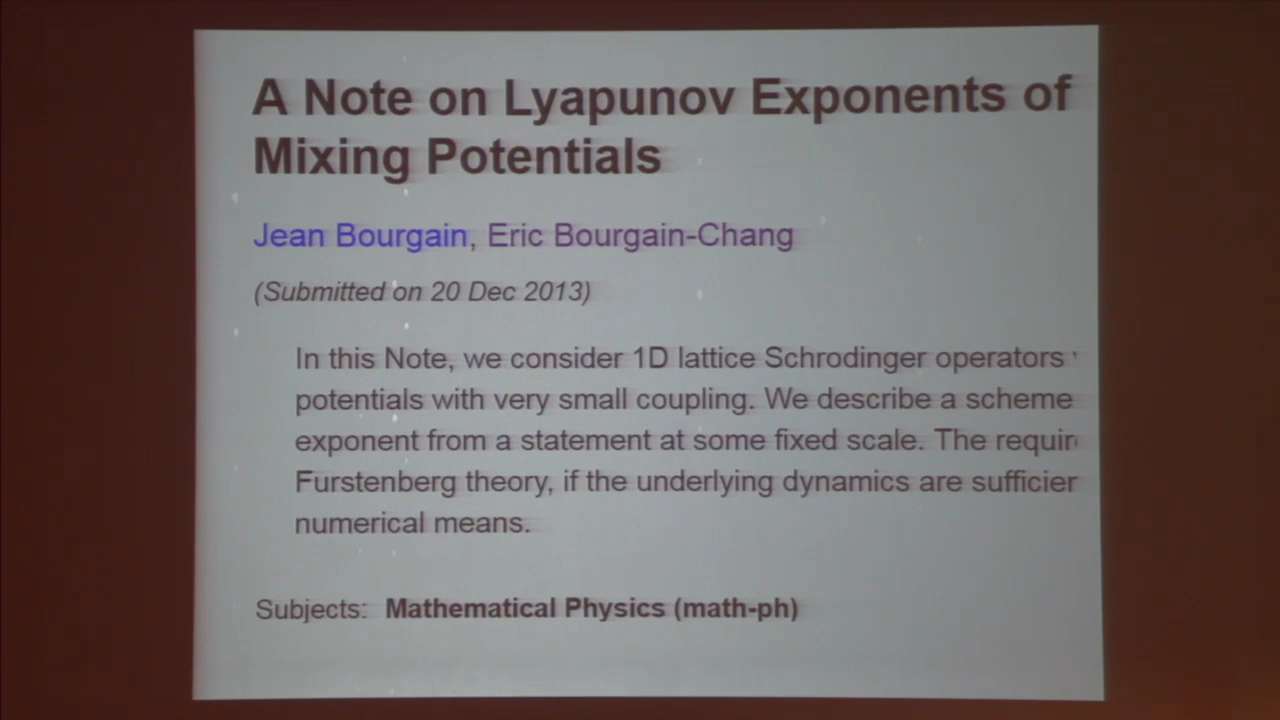 A Note on Lyapunov Exponents of
Mixing Potentials
Jean Bourgain, Eric Bourgain-Chang
(Submitted on 20 Dec 2013)
In this Note, we consider 1D lattice Schrodinger operators
potentials with very small coupling. We describe a scheme
exponent from a statement at some fixed scale. The requir
Furstenberg theory, if the underlying dynamics are sufficien
numerical means.
Subjects: Mathematical Physics (math-ph)